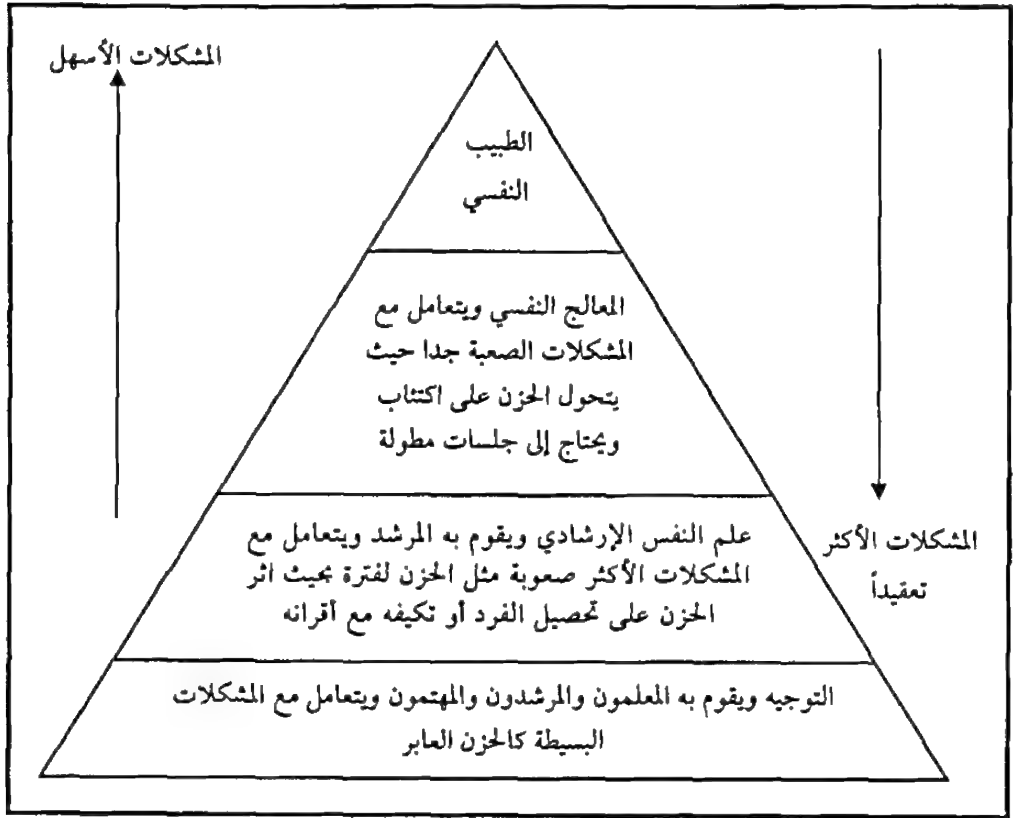 المشكلات الأسهل
الطبيب
النفسي
المعالج النفسي ويتعامل مع
المشكلات الصعبة جدا حيث
يتحول الحزن على اكتئاب
ويحتاج إلى جلسات مطولة
علم النفس الإرشادي ويقوم به المرشد ويتعامل مع
المشكلات الأكثر صعوبة مثل الحزن لفترة بحيث اثر
الحزن على تحصيل الفرد أو تكيفه مع أقرانه
المشكلات الأكثر
تعقيداً
التوجيه ويقوم به المعلمون والمرشدون والمهتمون ويتعامل مع المشكلات
البسيطة كالحزن العابر